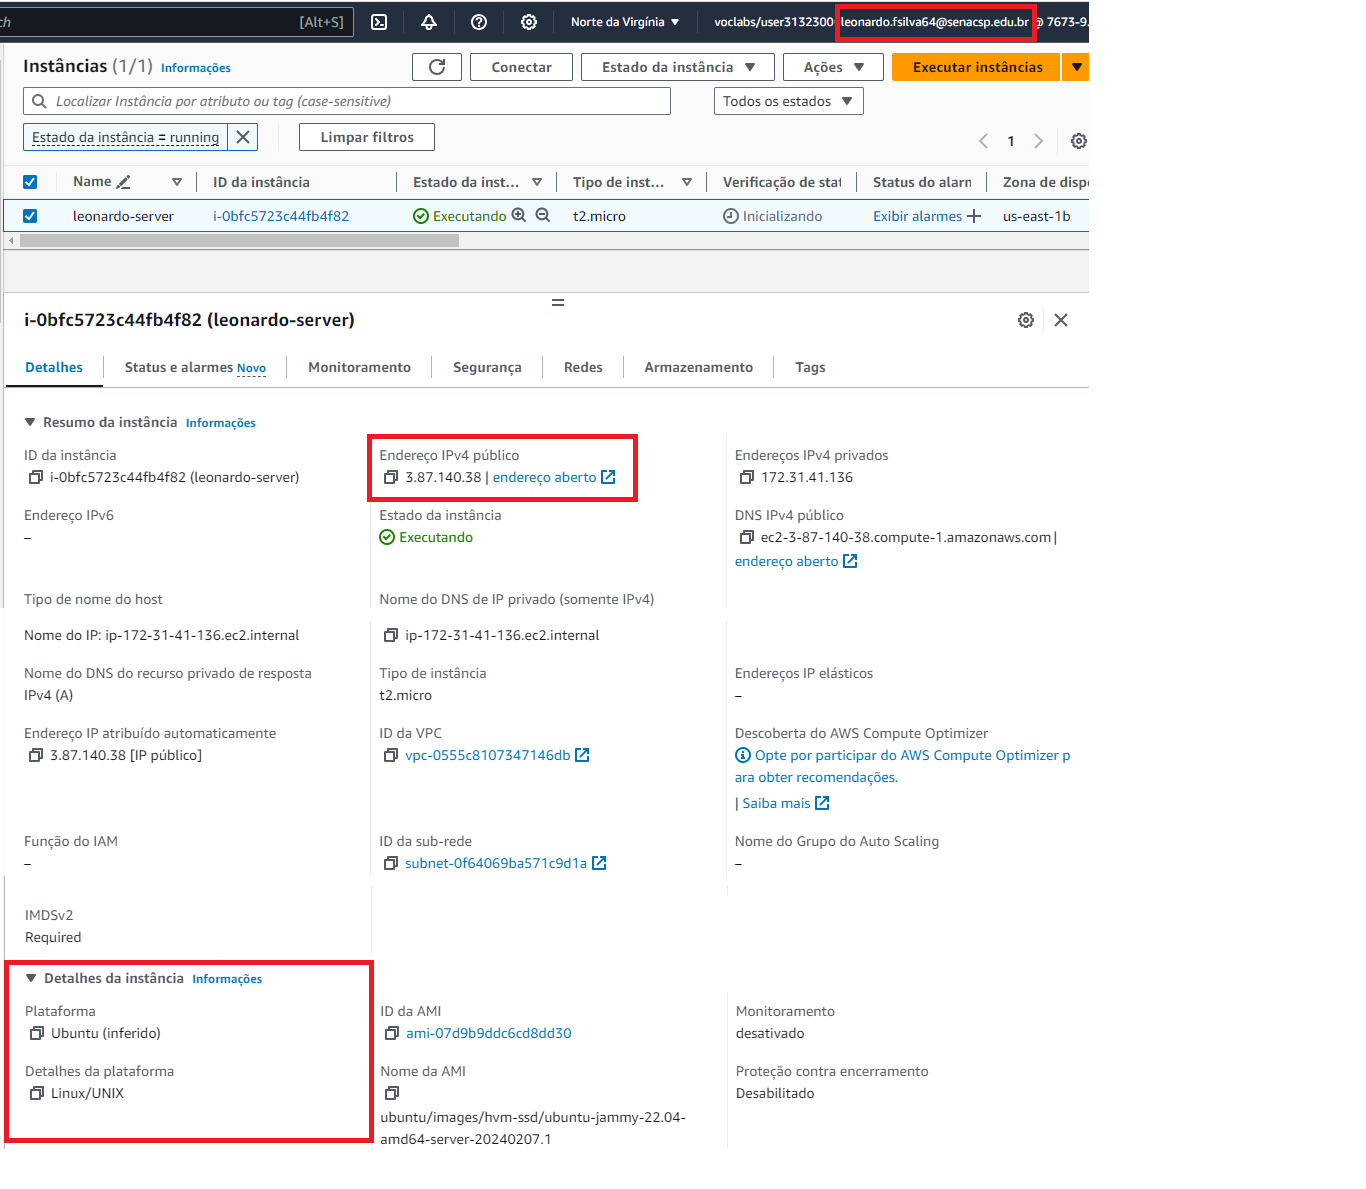 ch [Alt+S] Norte da Virgínia voclabs/user3132300 leonardo.fsilva64@senacsp.edu.br @ 7673-9
Instâncias (1/1) Informações Conectar Estado da instância Ações Executar instâncias
Localizar Instância por atributo ou tag (case-sensitive) Todos os estados
Estado da instância = running Limpar filtros 1
Name ID da instância Estado da inst... Tipo de inst... Verificação de stat Status do alarn Zona de dispo
leonardo-server i-0bfc5723c44fb4f82 Executando t2.micro Inicializando Exibir alarmes + us-east-1b
i-0bfc5723c44fb4f82 (leonardo-server)
Detalhes Status e alarmes Novo Monitoramento Segurança Redes Armazenamento Tags
Resumo da instância Informações
ID da instância Endereço IPv4 público Endereços IPv4 privados
i-0bfc5723c44fb4f82 (leonardo-server) 3.87.140.38 | endereço aberto 172.31.41.136
Endereço IPv6 Estado da instância DNS IPv4 público
– Executando ec2-3-87-140-38.compute-1.amazonaws.com |
endereço aberto
Tipo de nome do host Nome do DNS de IP privado (somente IPv4)
Nome do IP: ip-172-31-41-136.ec2.internal ip-172-31-41-136.ec2.internal
Nome do DNS do recurso privado de resposta Tipo de instância Endereços IP elásticos
IPv4 (A) t2.micro –
Endereço IP atribuído automaticamente ID da VPC Descoberta do AWS Compute Optimizer
3.87.140.38 [IP público] vpc-0555c8107347146db Opte por participar do AWS Compute Optimizer p
ara obter recomendações.
| Saiba mais
Função do IAM ID da sub-rede Nome do Grupo do Auto Scaling
– subnet-0f64069ba571c9d1a –
IMDSv2
Required
Detalhes da instância Informações
Plataforma ID da AMI Monitoramento
Ubuntu (inferido) ami-07d9b9ddc6cd8dd30 desativado
Detalhes da plataforma Nome da AMI Proteção contra encerramento
Linux/UNIX Desabilitado
ubuntu/images/hvm-ssd/ubuntu-jammy-22.04-
amd64-server-20240207.1